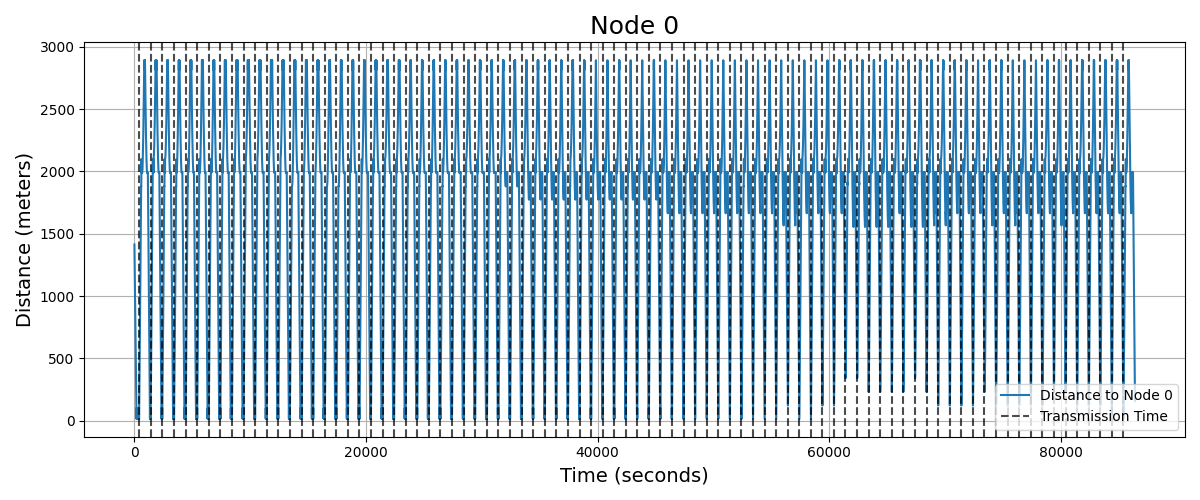 Node 0
Distance (meters)
3000
2500
2000
1500
1000
500
0
0
20000
40000
60000
80000
Time (seconds)
Distance to Node 0
Transmission Time